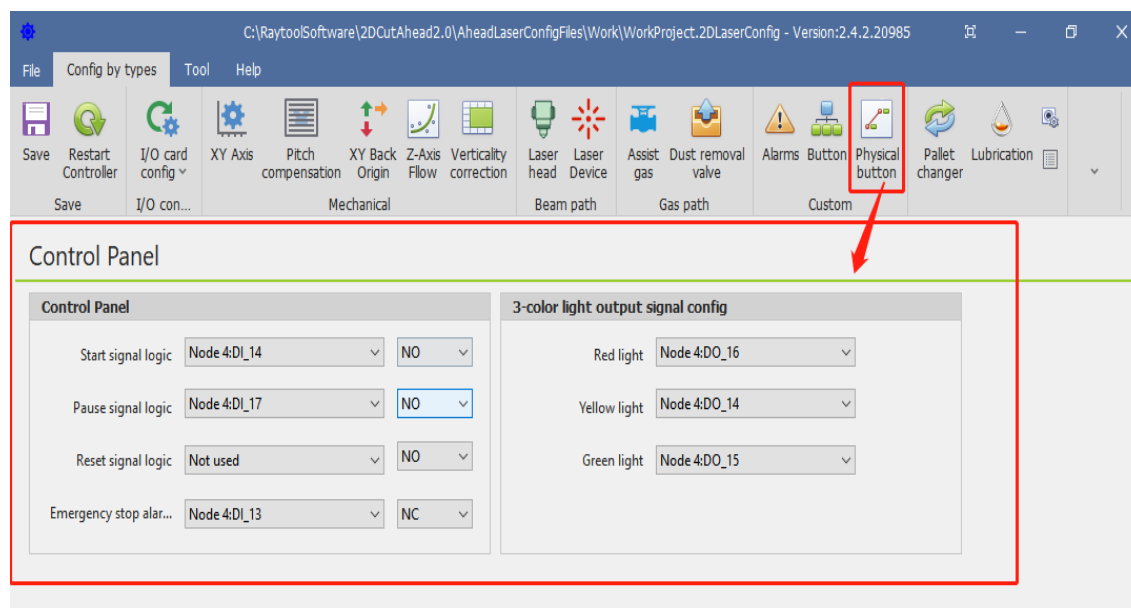 C:\RaytoolSoftware\2DCutAhead2.0\AheadLaserConfigFiles\Work\WorkProject.2DLaserConfig - Version:2.4.2.20985
File Config by types Tool Help
Save Restart Controller I/O card config XY Axis Pitch compensation XY Back Origin Z-Axis Fllow Verticality correction Laser head Laser Device Assist gas Dust removal valve Alarms Button Physical button Pallet changer Lubrication
Save I/O con... Mechanical Beam path Gas path Custom
Control Panel
Control Panel 3-color light output signal config
Start signal logic Node 4:DI_14 NO Red light Node 4:DO_16
Pause signal logic Node 4:DI_17 NO Yellow light Node 4:DO_14
Reset signal logic Not used NO Green light Node 4:DO_15
Emergency stop alar... Node 4:DI_13 NC